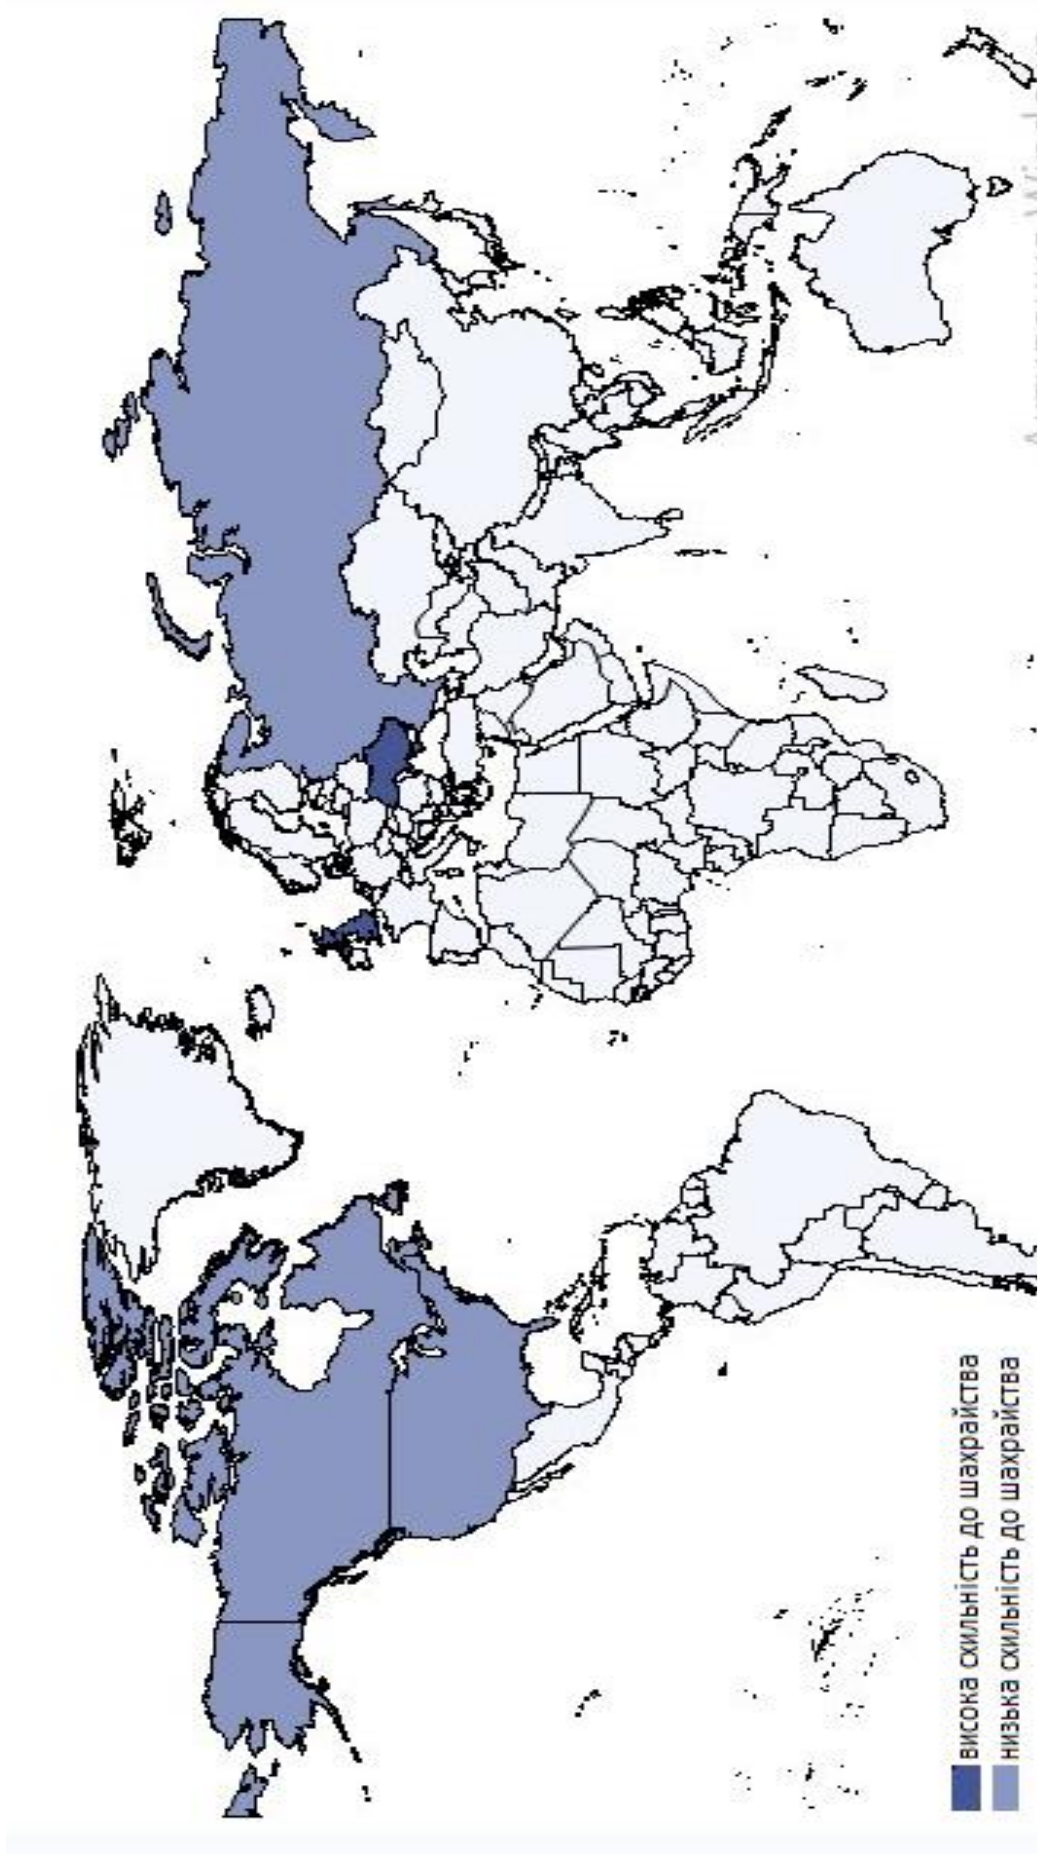 висока схильність до шахрайства
низька схильність до шахрайства